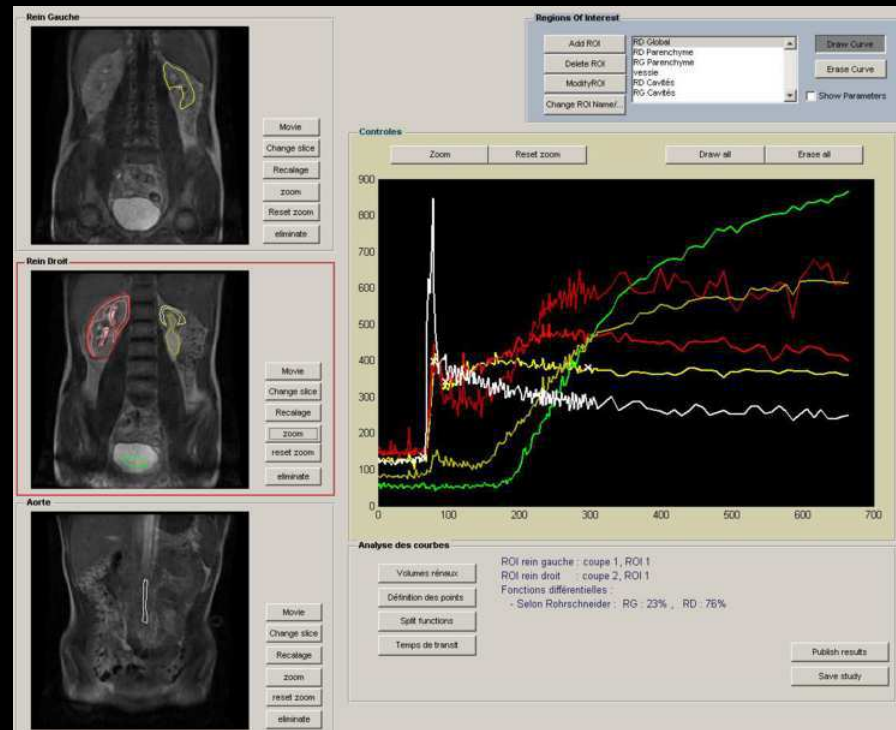 Rein Gauche
Movie
Change slice
Recalage
zoom
Reset zoom
eliminate
Rein Droit
Movie
Change slice
Recalage
zoom
reset zoom
eliminate
Aorte
Movie
Change slice
Recalage
zoom
reset zoom
eliminate
Regions Of Interest
Add ROI
Delete ROI
ModifyROI
Change ROI Name/...
RD Global
RD Parenchyme
RG Parenchyme
vessie
RD Cavités
RG Cavités
Draw Curve
Erase Curve
Show Parameters
Controles
Zoom
Reset zoom
Draw all
Erase all
900
800
700
600
500
400
300
200
100
0
0 100 200 300 400 500 600 700
Analyse des courbes
Volumes rénaux
Définition des points
Split functions
Temps de transit
ROI rein gauche : coupe 1, ROI 1
ROI rein droit : coupe 2, ROI 1
Fonctions différentielles :
- Selon Rohrschneider : RG : 23% , RD : 76%
Publish results
Save study